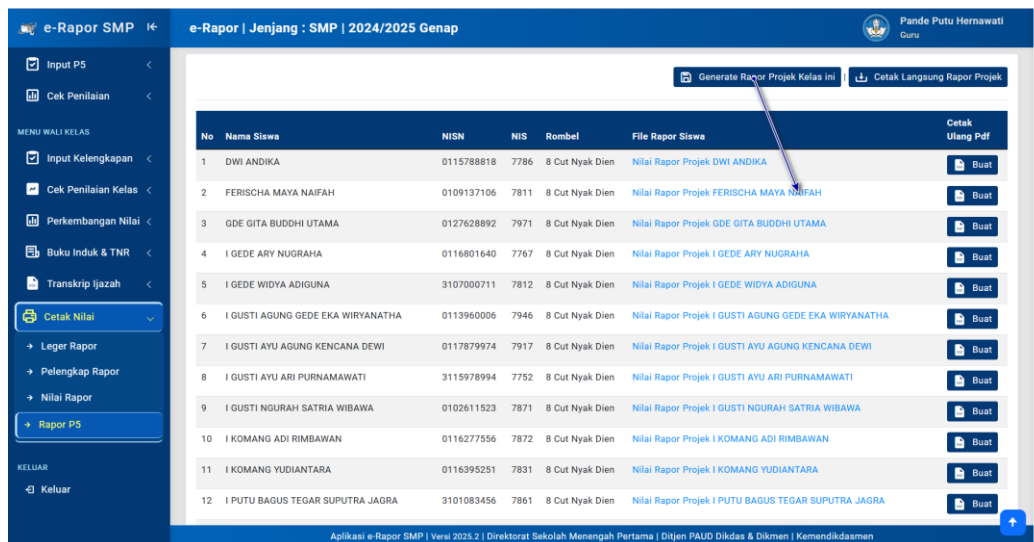 e-Rapor SMP
e-Rapor | Jenjang : SMP | 2024/2025 Genap
Pande Putu Hernawati
Guru
Input P5
Cek Penilaian
MENU WALI KELAS
Input Kelengkapan
Cek Penilaian Kelas
Perkembangan Nilai
Buku Induk & TNR
Transkrip Ijazah
Cetak Nilai
Leger Rapor
Pelengkap Rapor
Nilai Rapor
Rapor P5
KELUAR
Keluar
Generate Rapor Projek Kelas ini | Cetak Langsung Rapor Projek
No Nama Siswa NISN NIS Rombel File Rapor Siswa Cetak
Ulang Pdf
1 DWI ANDIKA 0115788818 7786 8 Cut Nyak Dien Nilai Rapor Projek DWI ANDIKA Buat
2 FERISCHA MAYA NAIFAH 0109137106 7811 8 Cut Nyak Dien Nilai Rapor Projek FERISCHA MAYA NAIFAH Buat
3 GDE GITA BUDDHI UTAMA 0127628892 7971 8 Cut Nyak Dien Nilai Rapor Projek GDE GITA BUDDHI UTAMA Buat
4 I GEDE ARY NUGRAHA 0116801640 7767 8 Cut Nyak Dien Nilai Rapor Projek I GEDE ARY NUGRAHA Buat
5 I GEDE WIDYA ADIGUNA 3107000711 7812 8 Cut Nyak Dien Nilai Rapor Projek I GEDE WIDYA ADIGUNA Buat
6 I GUSTI AGUNG GEDE EKA WIRYANATHA 0113960006 7946 8 Cut Nyak Dien Nilai Rapor Projek I GUSTI AGUNG GEDE EKA WIRYANATHA Buat
7 I GUSTI AYU AGUNG KENCANA DEWI 0117879974 7917 8 Cut Nyak Dien Nilai Rapor Projek I GUSTI AYU AGUNG KENCANA DEWI Buat
8 I GUSTI AYU ARI PURNAMAWATI 3115978994 7752 8 Cut Nyak Dien Nilai Rapor Projek I GUSTI AYU ARI PURNAMAWATI Buat
9 I GUSTI NGURAH SATRIA WIBAWA 0102611523 7871 8 Cut Nyak Dien Nilai Rapor Projek I GUSTI NGURAH SATRIA WIBAWA Buat
10 I KOMANG ADI RIMBAWAN 0116277556 7872 8 Cut Nyak Dien Nilai Rapor Projek I KOMANG ADI RIMBAWAN Buat
11 I KOMANG YUDIANTARA 0116395251 7831 8 Cut Nyak Dien Nilai Rapor Projek I KOMANG YUDIANTARA Buat
12 I PUTU BAGUS TEGAR SUPUTRA JAGRA 3101083456 7861 8 Cut Nyak Dien Nilai Rapor Projek I PUTU BAGUS TEGAR SUPUTRA JAGRA Buat
Aplikasi e-Rapor SMP | Versi 2025.2 | Direktorat Sekolah Menengah Pertama | Ditjen PAUD Dikdas & Dikmen | Kemendikdasmen